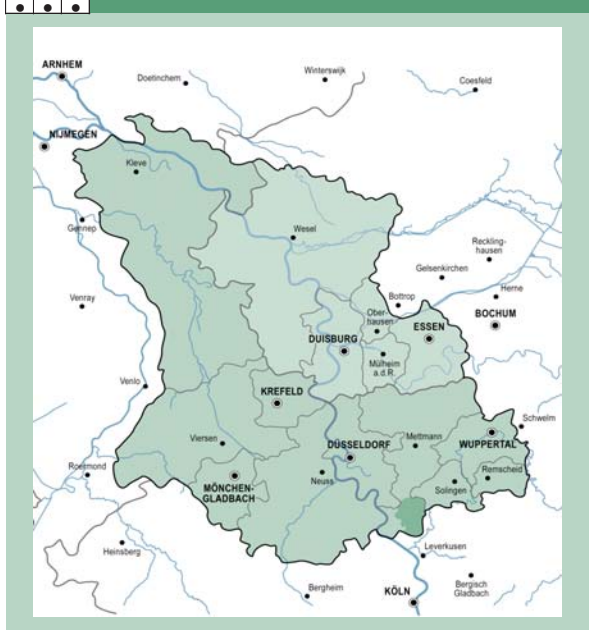 ARNHEM
Doetinchem
Winterswijk
Coesfeld
NIJMEGEN
Kleve
Gennep
Wesel
Reckling-
hausen
Gelsenkirchen
Venray
Bottrop
Herne
Ober-
hausen
ESSEN
BOCHUM
DUISBURG
Mülheim
a.d.R.
Venlo
KREFELD
Schwelm
Viersen
DÜSSELDORF
Mettmann
WUPPERTAL
Roermond
MÖNCHEN-
GLADBACH
Neuss
Remscheid
Solingen
Heinsberg
Leverkusen
Bergheim
KÖLN
Bergisch
Gladbach